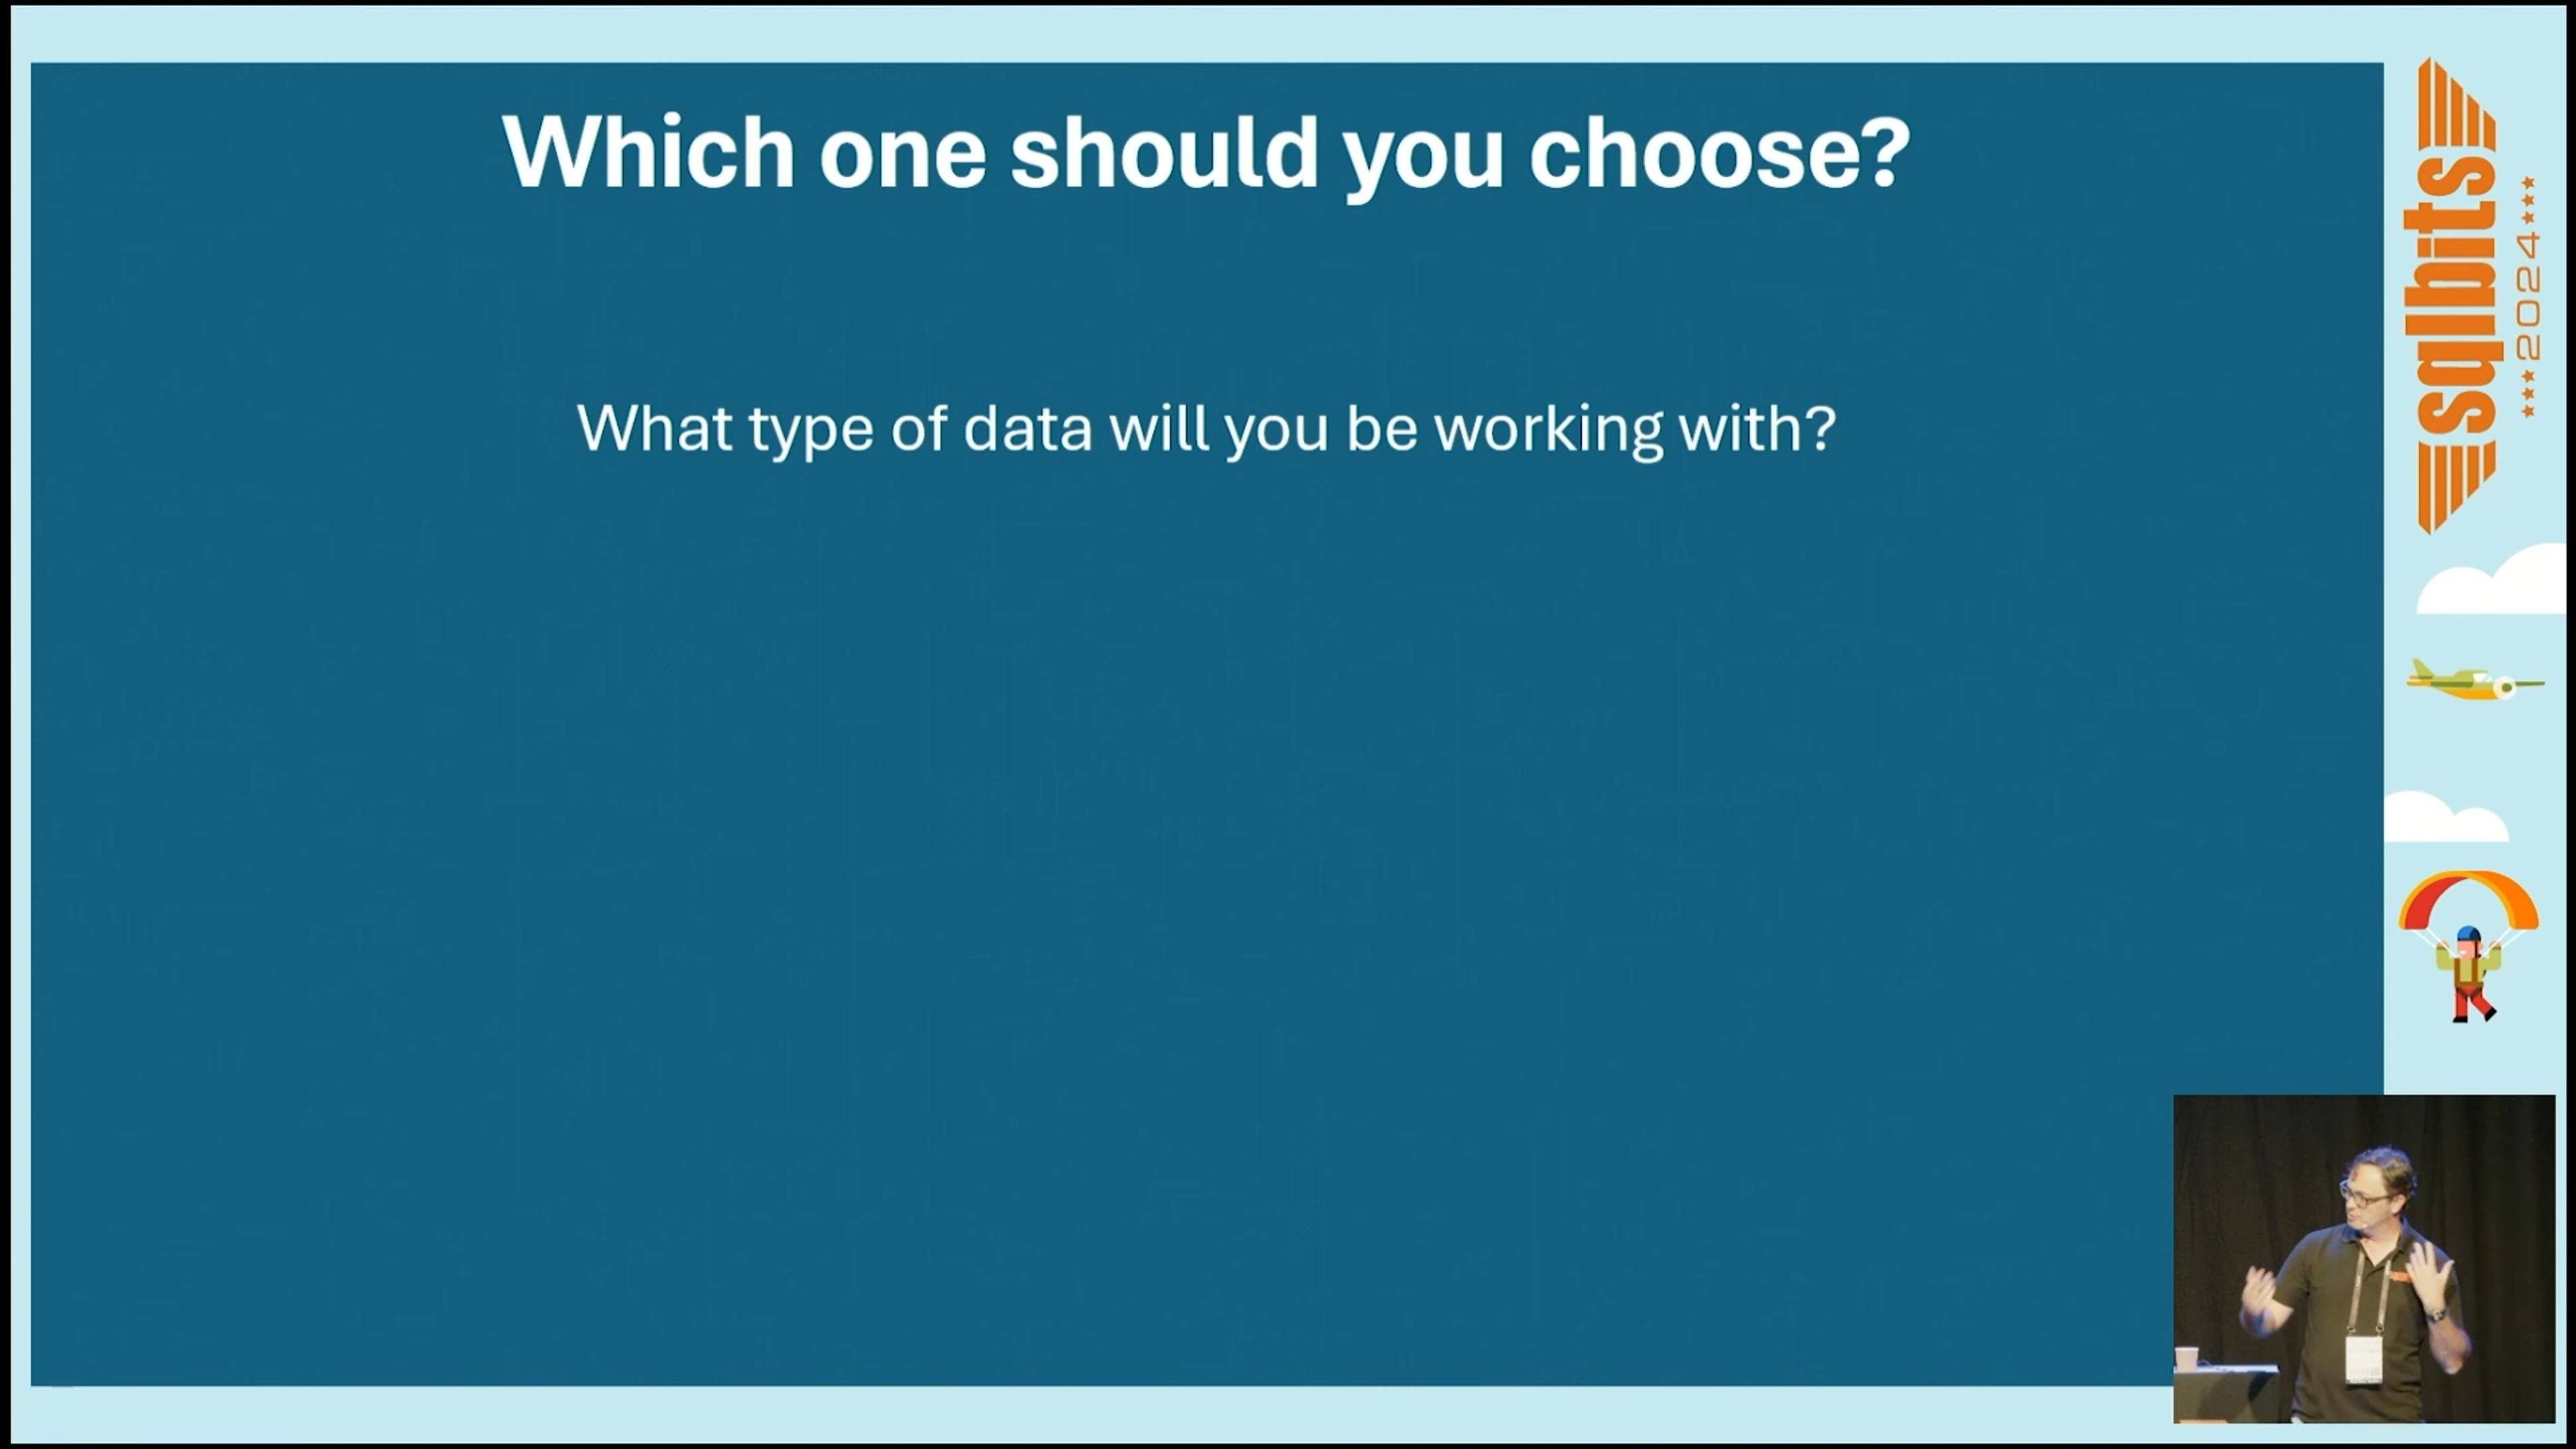 Which one should you choose?
What type of data will you be working with?
sqlbits
2024